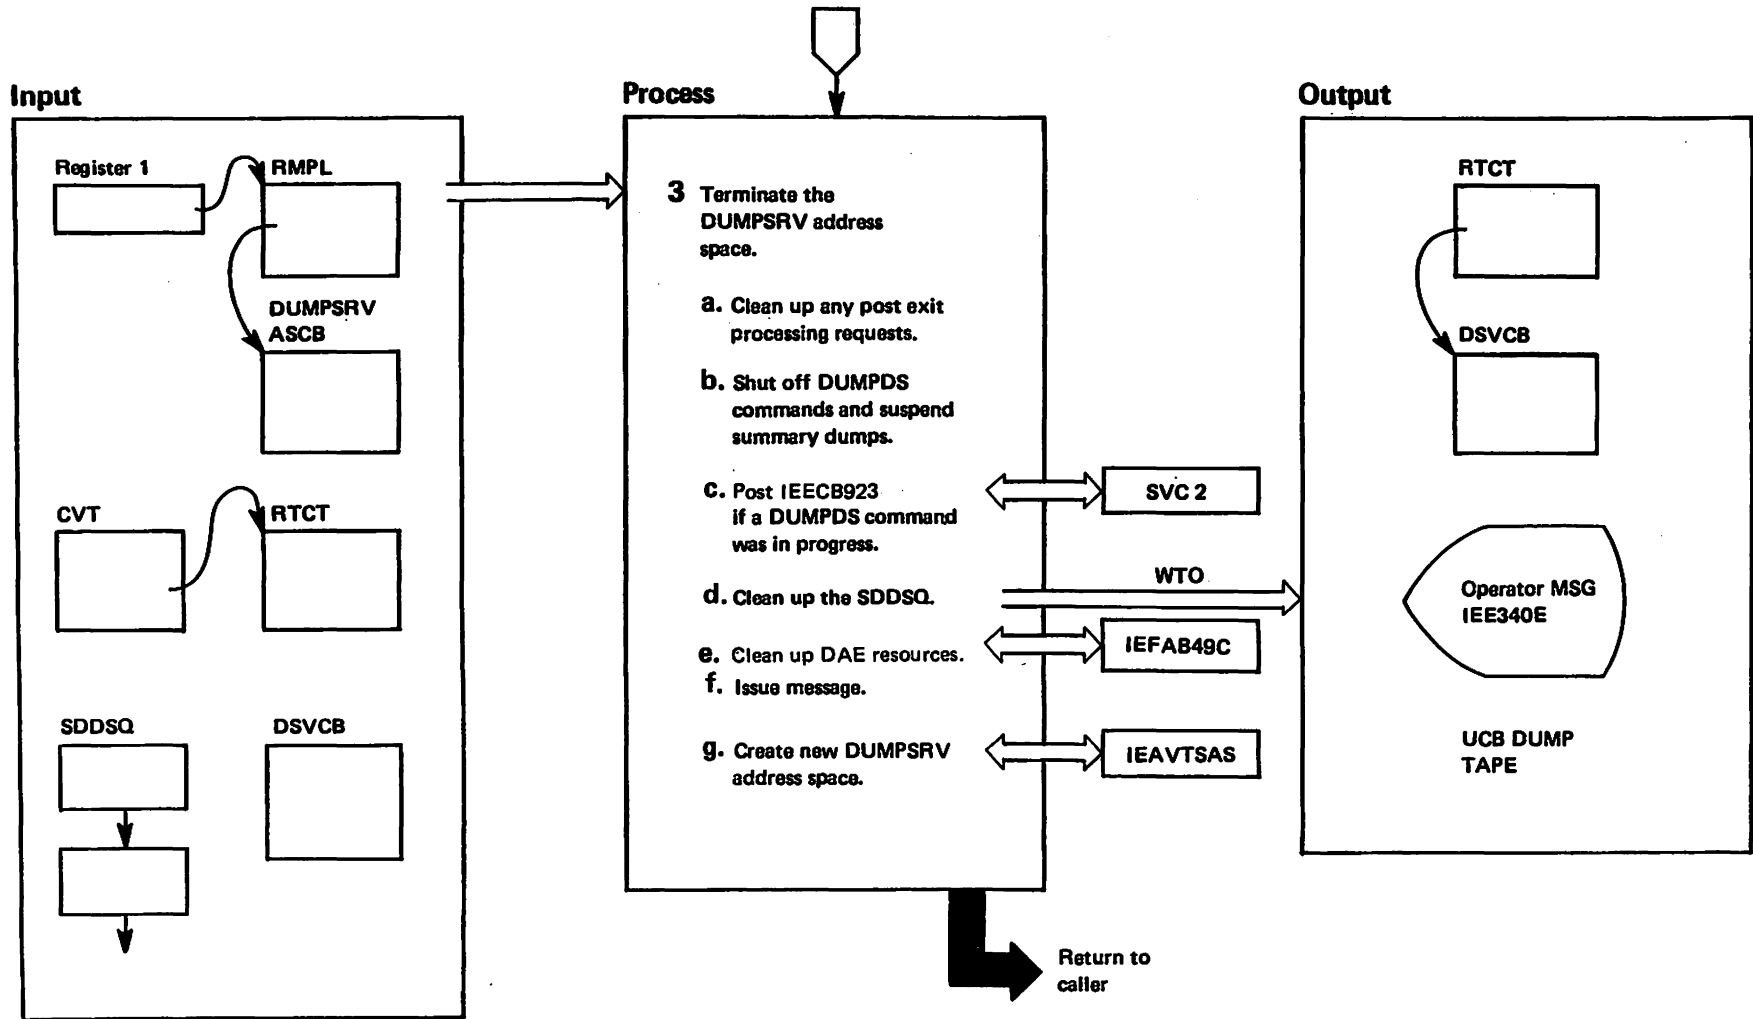 Input
Register 1
RMPL
DUMPSRV
ASCB
CVT
RTCT
SDDSQ
DSVCB
Process
3 Terminate the
DUMPSRV address
space.
a. Clean up any post exit
processing requests.
b. Shut off DUMPDS
commands and suspend
summary dumps.
c. Post IEECB923
if a DUMPDS command
was in progress.
d. Clean up the SDDSQ.
e. Clean up DAE resources.
f. Issue message.
g. Create new DUMPSRV
address space.
SVC 2
WTO
IEFAB49C
IEAVTSAS
Return to
caller
Output
RTCT
DSVCB
Operator MSG
IEE340E
UCB DUMP
TAPE